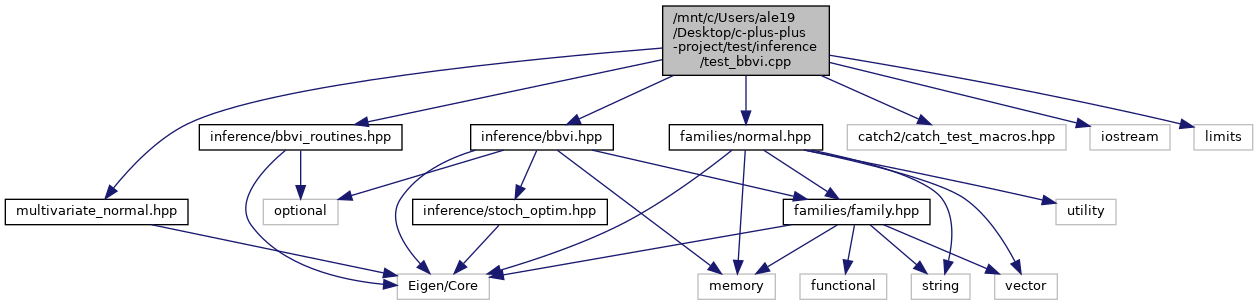 /mnt/c/Users/ale19
/Desktop/c-plus-plus
-project/test/inference
/test_bbvi.cpp
inference/bbvi_routines.hpp
inference/bbvi.hpp
families/normal.hpp
catch2/catch_test_macros.hpp
iostream
limits
multivariate_normal.hpp
optional
inference/stoch_optim.hpp
families/family.hpp
utility
Eigen/Core
memory
functional
string
vector